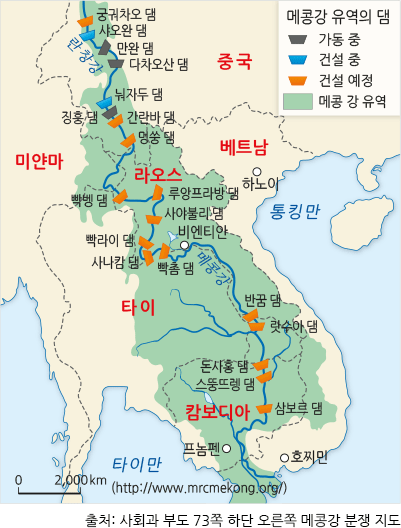 메콩강 유역의 댐
가동 중
건설 중
건설 예정
메콩 강 유역
궁궈차오 댐
샤오완 댐
만완 댐
다차오산 댐
란창강
중국
눠자두 댐
징훙 댐
간란바 댐
멍쑹 댐
미얀마
라오스
베트남
하노이
통킹만
빡벵 댐
루앙프라방 댐
사야불리 댐
비엔티안
빡라이 댐
사나캄 댐
빡촘 댐
메콩강
타이
반쿰 댐
랏수아 댐
돈사홍 댐
스뚱뜨렝 댐
캄보디아
삼보르 댐
프놈펜
호찌민
타이만
0 2,000 km
(http://www.mrcmekong.org/)
출처: 사회과 부도 73쪽 하단 오른쪽 메콩강 분쟁 지도